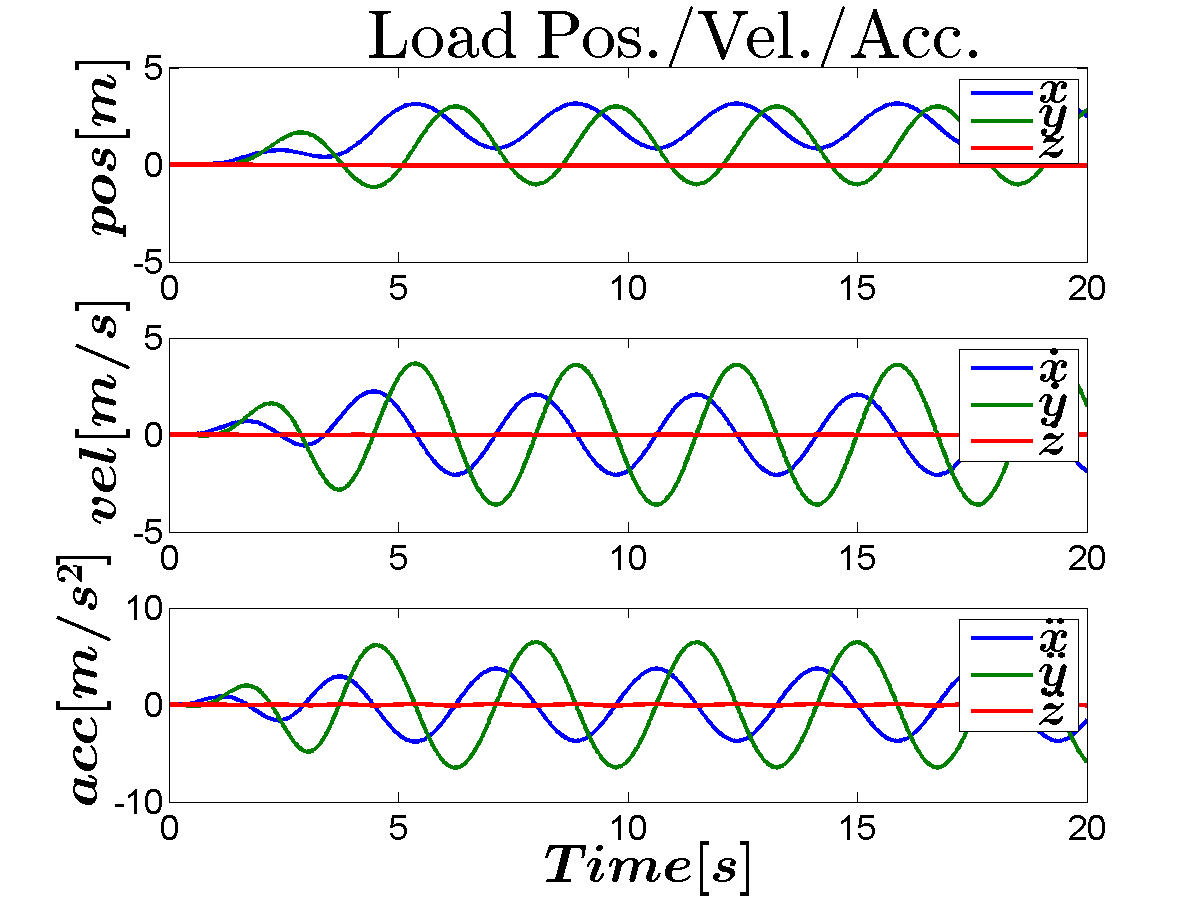 Load Pos./Vel./Acc.
pos[m]
5
0
-5
0 5 10 15 20
x
y
z
vel[m/s]
5
0
-5
0 5 10 15 20
ẋ
ẏ
ż
acc[m/s²]
10
0
-10
0 5 10 15 20
ẍ
ÿ
z̈
Time[s]